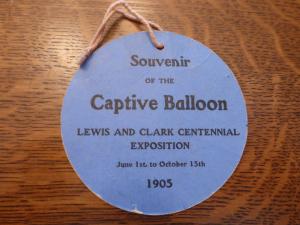 Souvenir
OF THE
Captive Balloon
LEWIS AND CLARK CENTENNIAL
EXPOSITION
June 1st. to October 15th
1905